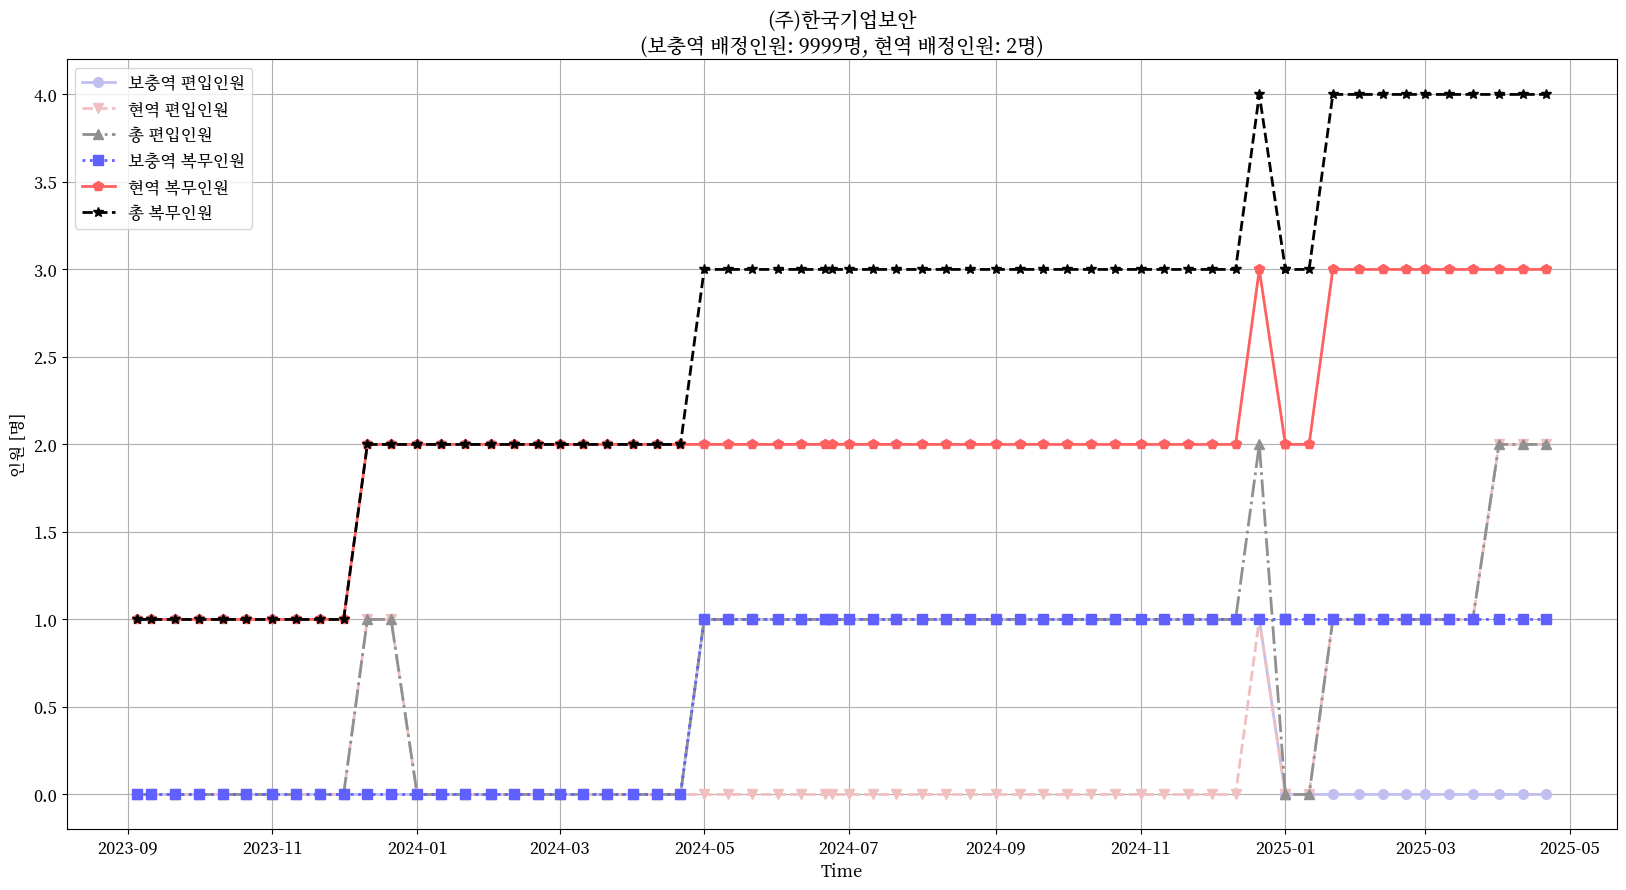 (주)한국기업보안
(보충역 배정인원: 9999명, 현역 배정인원: 2명)
보충역 편입인원
현역 편입인원
총 편입인원
보충역 복무인원
현역 복무인원
총 복무인원
인원 [명]
4.0
3.5
3.0
2.5
2.0
1.5
1.0
0.5
0.0
2023-09 2023-11 2024-01 2024-03 2024-05 2024-07 2024-09 2024-11 2025-01 2025-03 2025-05
Time